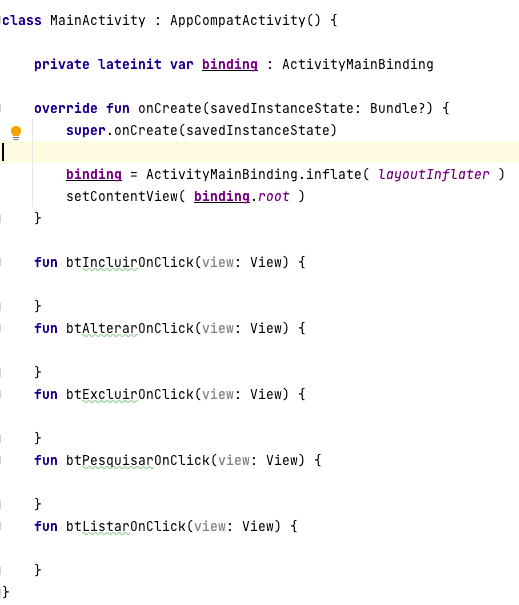 class MainActivity : AppCompatActivity() {
private lateinit var binding : ActivityMainBinding
override fun onCreate(savedInstanceState: Bundle?) {
super.onCreate(savedInstanceState)
binding = ActivityMainBinding.inflate( layoutInflater )
setContentView( binding.root )
}
fun btIncluirOnClick(view: View) {
}
fun btAlterarOnClick(view: View) {
}
fun btExcluirOnClick(view: View) {
}
fun btPesquisarOnClick(view: View) {
}
fun btListarOnClick(view: View) {
}
}